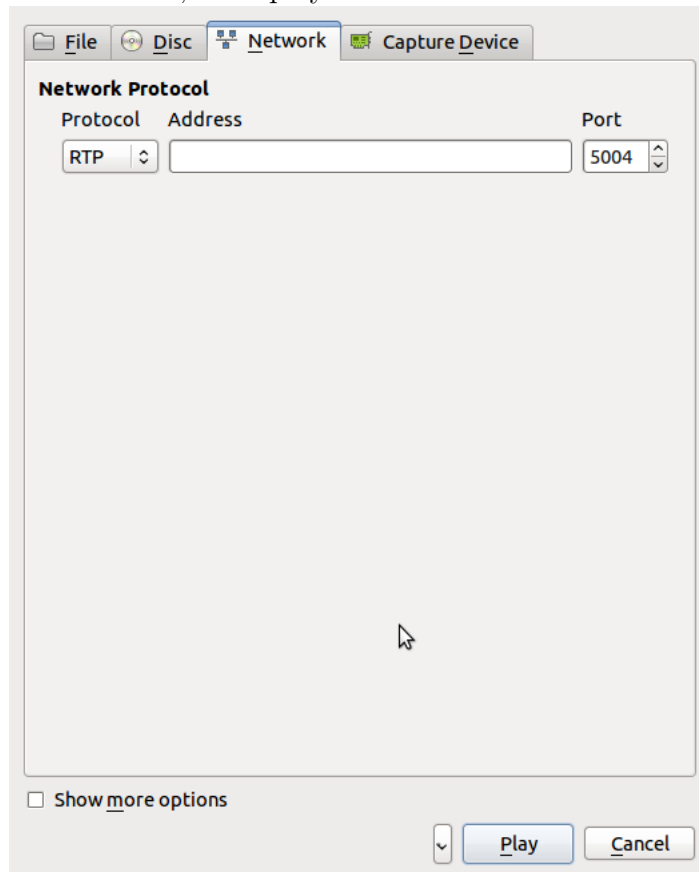 File Disc Network Capture Device
Network Protocol
Protocol Address Port
RTP 5004
Show more options
Play Cancel